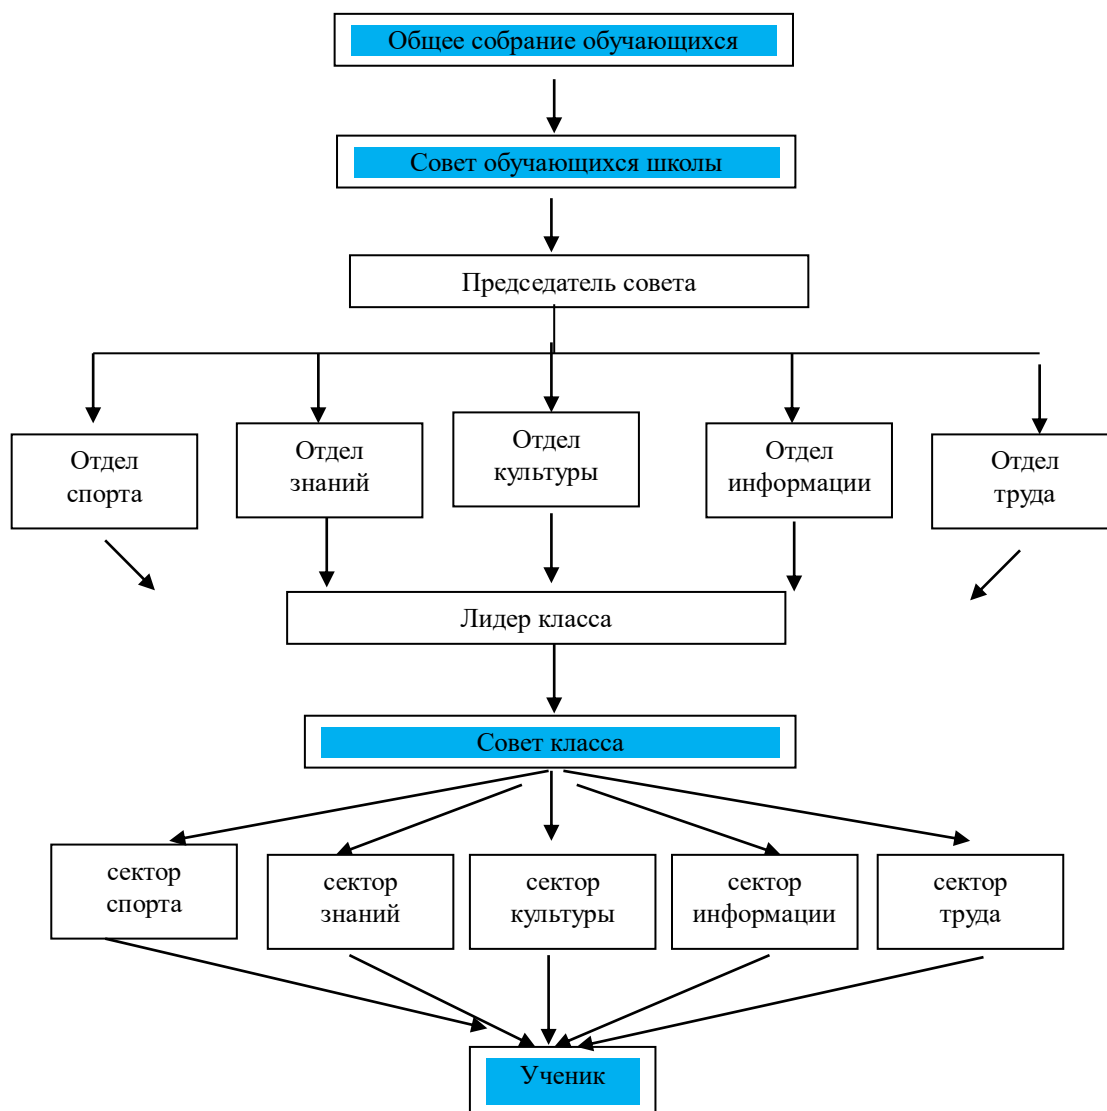 Общее собрание обучающихся
Совет обучающихся школы
Председатель совета
Отдел
спорта
Отдел
знаний
Отдел
культуры
Отдел
информации
Отдел
труда
Лидер класса
Совет класса
сектор
спорта
сектор
знаний
сектор
культуры
сектор
информации
сектор
труда
Ученик